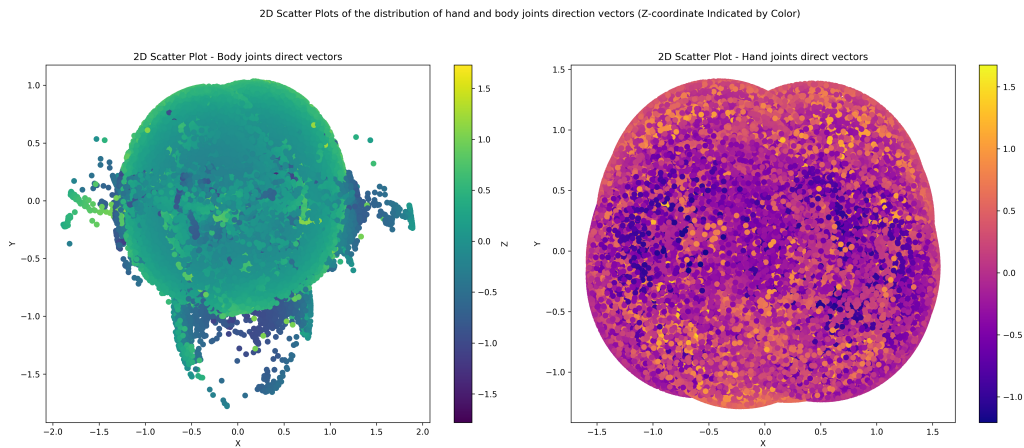 2D Scatter Plots of the distribution of hand and body joints direction vectors (Z-coordinate Indicated by Color)
2D Scatter Plot - Body joints direct vectors
1.0
0.5
0.0
−0.5
−1.0
−1.5
Y
−2.0 −1.5 −1.0 −0.5 0.0 0.5 1.0 1.5 2.0
X
1.5
1.0
0.5
0.0
−0.5
−1.0
−1.5
Z
2D Scatter Plot - Hand joints direct vectors
1.5
1.0
0.5
0.0
−0.5
−1.0
Y
−1.5 −1.0 −0.5 0.0 0.5 1.0 1.5
X
1.5
1.0
0.5
0.0
−0.5
−1.0